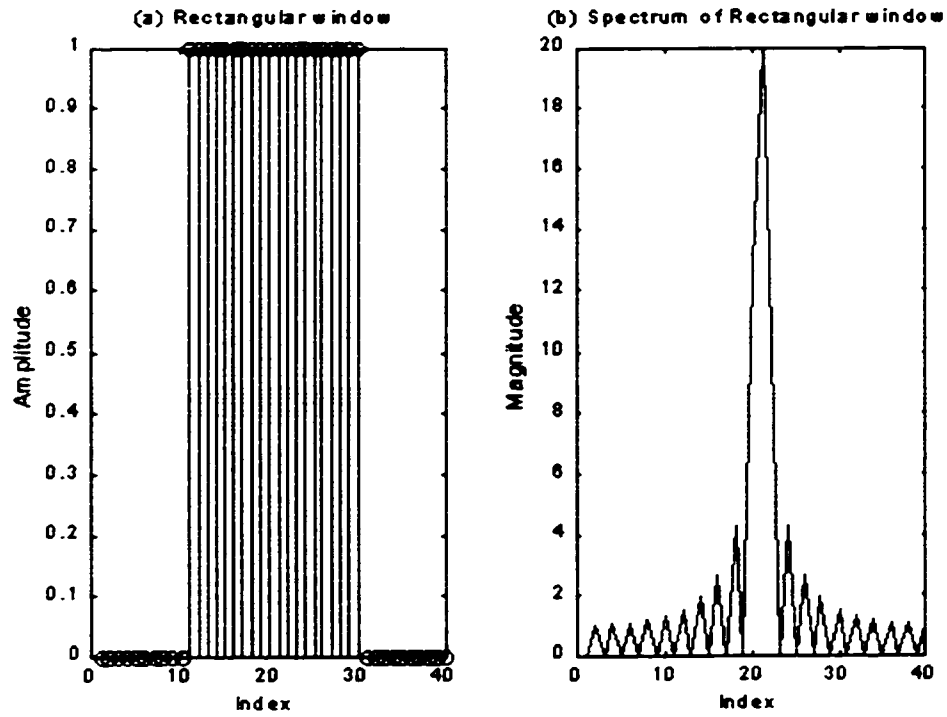 (a) Rectangular window
1
0.9
0.8
0.7
0.6
0.5
0.4
0.3
0.2
0.1
0
0 10 20 30 40
Index
Amplitude
(b) Spectrum of Rectangular window
20
18
16
14
12
10
8
6
4
2
0
0 10 20 30 40
Index
Magnitude